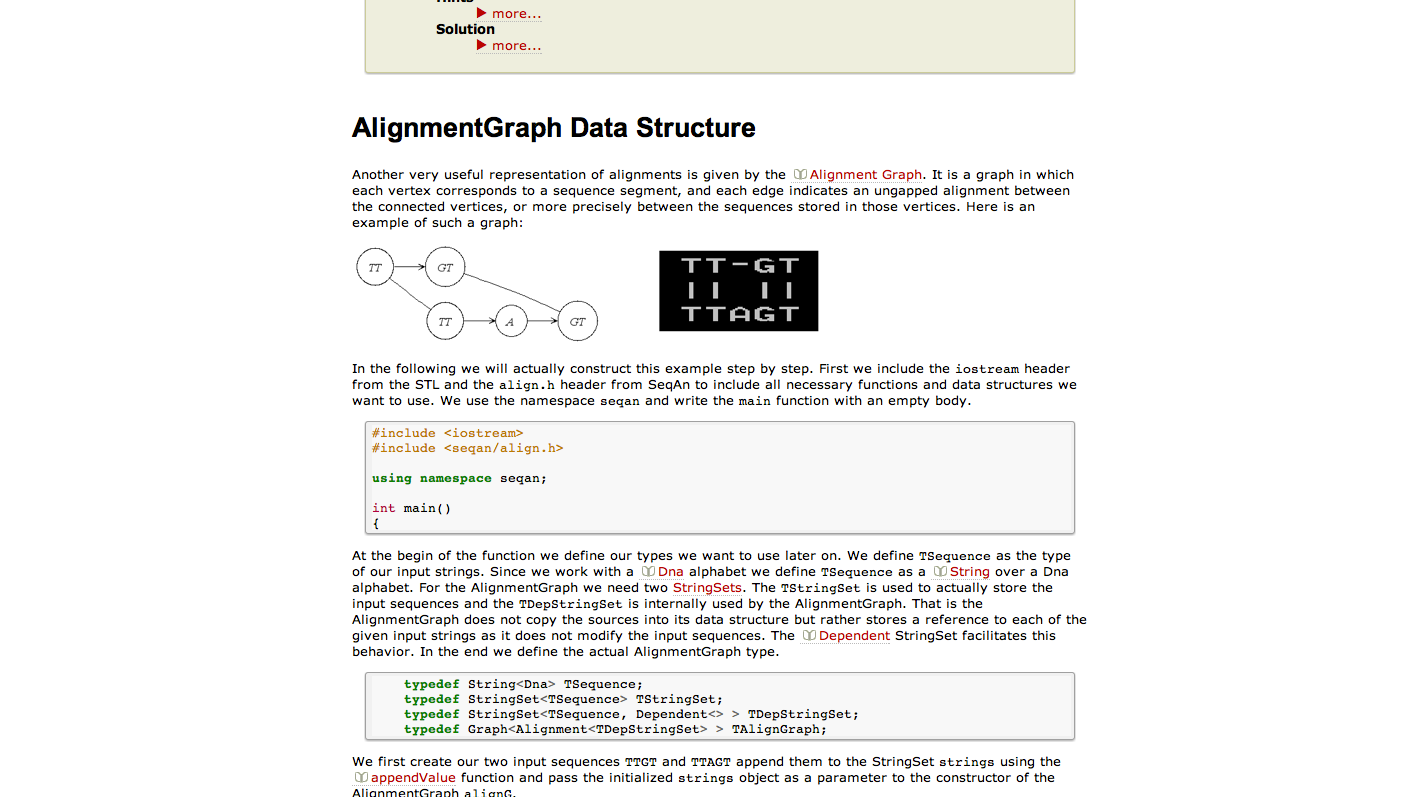 Hints
more...
Solution
more...
AlignmentGraph Data Structure
Another very useful representation of alignments is given by the Alignment Graph. It is a graph in which
each vertex corresponds to a sequence segment, and each edge indicates an ungapped alignment between
the connected vertices, or more precisely between the sequences stored in those vertices. Here is an
example of such a graph:
TT GT
TT A GT
TT-GT
|| ||
TTAGT
In the following we will actually construct this example step by step. First we include the iostream header
from the STL and the align.h header from SeqAn to include all necessary functions and data structures we
want to use. We use the namespace seqan and write the main function with an empty body.
#include <iostream>
#include <seqan/align.h>
using namespace seqan;
int main()
{
At the begin of the function we define our types we want to use later on. We define TSequence as the type
of our input strings. Since we work with a Dna alphabet we define TSequence as a String over a Dna
alphabet. For the AlignmentGraph we need two StringSets. The TStringSet is used to actually store the
input sequences and the TDepStringSet is internally used by the AlignmentGraph. That is the
AlignmentGraph does not copy the sources into its data structure but rather stores a reference to each of the
given input strings as it does not modify the input sequences. The Dependent StringSet facilitates this
behavior. In the end we define the actual AlignmentGraph type.
typedef String<Dna> TSequence;
typedef StringSet<TSequence> TStringSet;
typedef StringSet<TSequence, Dependent<> > TDepStringSet;
typedef Graph<Alignment<TDepStringSet> > TAlignGraph;
We first create our two input sequences TTGT and TTAGT append them to the StringSet strings using the
appendValue function and pass the initialized strings object as a parameter to the constructor of the
AlignmentGraph alignG.